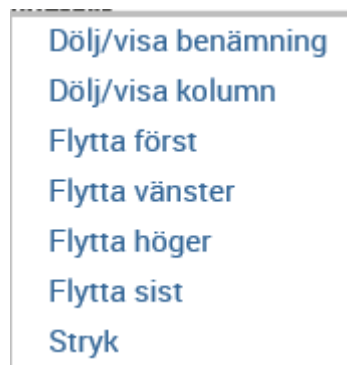 Dölj/visa benämning
Dölj/visa kolumn
Flytta först
Flytta vänster
Flytta höger
Flytta sist
Stryk